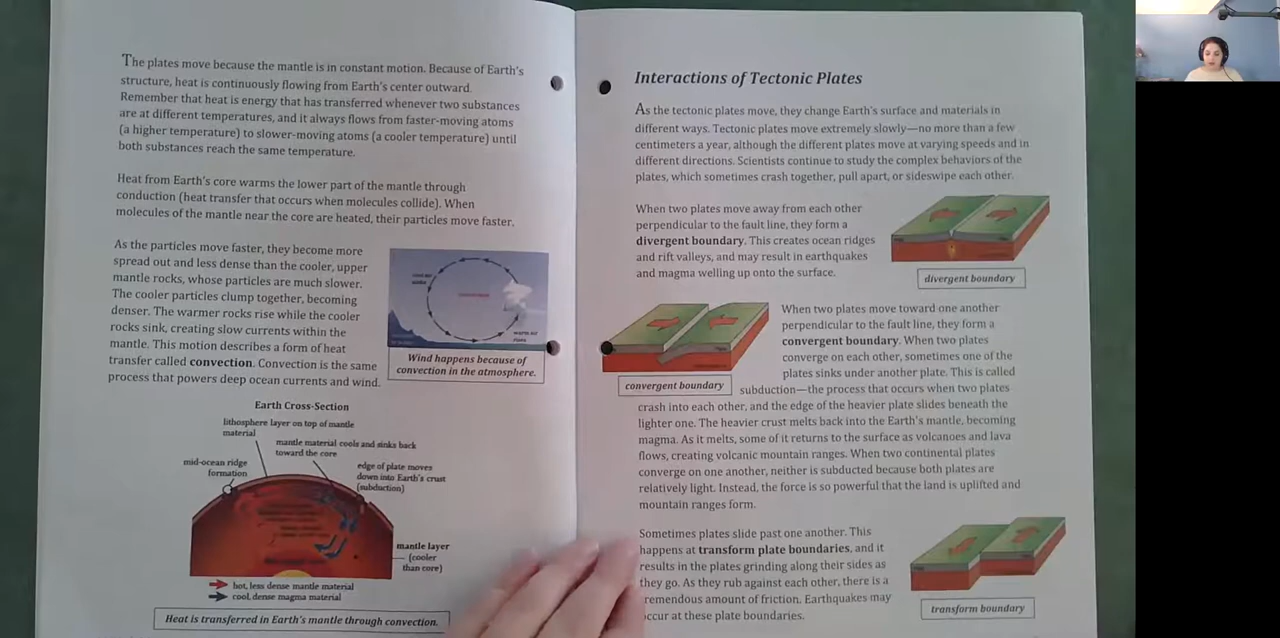 The plates move because the mantle is in constant motion. Because of Earth's
structure, heat is continuously flowing from Earth's center outward.
Remember that heat is energy that has transferred whenever two substances
are at different temperatures, and it always flows from faster-moving atoms
(a higher temperature) to slower-moving atoms (a cooler temperature) until
both substances reach the same temperature.
Heat from Earth's core warms the lower part of the mantle through
conduction (heat transfer that occurs when molecules collide). When
molecules of the mantle near the core are heated, their particles move faster.
As the particles move faster, they become more
spread out and less dense than the cooler, upper
mantle rocks, whose particles are much slower.
The cooler particles clump together, becoming
denser. The warmer rocks rise while the cooler
rocks sink, creating slow currents within the
mantle. This motion describes a form of heat
transfer called convection. Convection is the same
process that powers deep ocean currents and wind.
warm air
rises
Wind happens because of
convection in the atmosphere.
Earth Cross-Section
lithosphere layer on top of mantle
material
mantle material cools and sinks back
toward the core
mid-ocean ridge
formation
edge of plate moves
down into Earth's crust
(subduction)
mantle layer
(cooler
than core)
hot, less dense mantle material
cool, dense magma material
Heat is transferred in Earth's mantle through convection.
Interactions of Tectonic Plates
As the tectonic plates move, they change Earth's surface and materials in
different ways. Tectonic plates move extremely slowly—no more than a few
centimeters a year, although the different plates move at varying speeds and in
different directions. Scientists continue to study the complex behaviors of the
plates, which sometimes crash together, pull apart, or sideswipe each other.
When two plates move away from each other
perpendicular to the fault line, they form a
divergent boundary. This creates ocean ridges
and rift valleys, and may result in earthquakes
and magma welling up onto the surface.
divergent boundary
When two plates move toward one another
perpendicular to the fault line, they form a
convergent boundary. When two plates
converge on each other, sometimes one of the
plates sinks under another plate. This is called
convergent boundary
subduction—the process that occurs when two plates
crash into each other, and the edge of the heavier plate slides beneath the
lighter one. The heavier crust melts back into the Earth's mantle, becoming
magma. As it melts, some of it returns to the surface as volcanoes and lava
flows, creating volcanic mountain ranges. When two continental plates
converge on one another, neither is subducted because both plates are
relatively light. Instead, the force is so powerful that the land is uplifted and
mountain ranges form.
Sometimes plates slide past one another. This
happens at transform plate boundaries, and it
results in the plates grinding along their sides as
they go. As they rub against each other, there is a
tremendous amount of friction. Earthquakes may
occur at these plate boundaries.
transform boundary